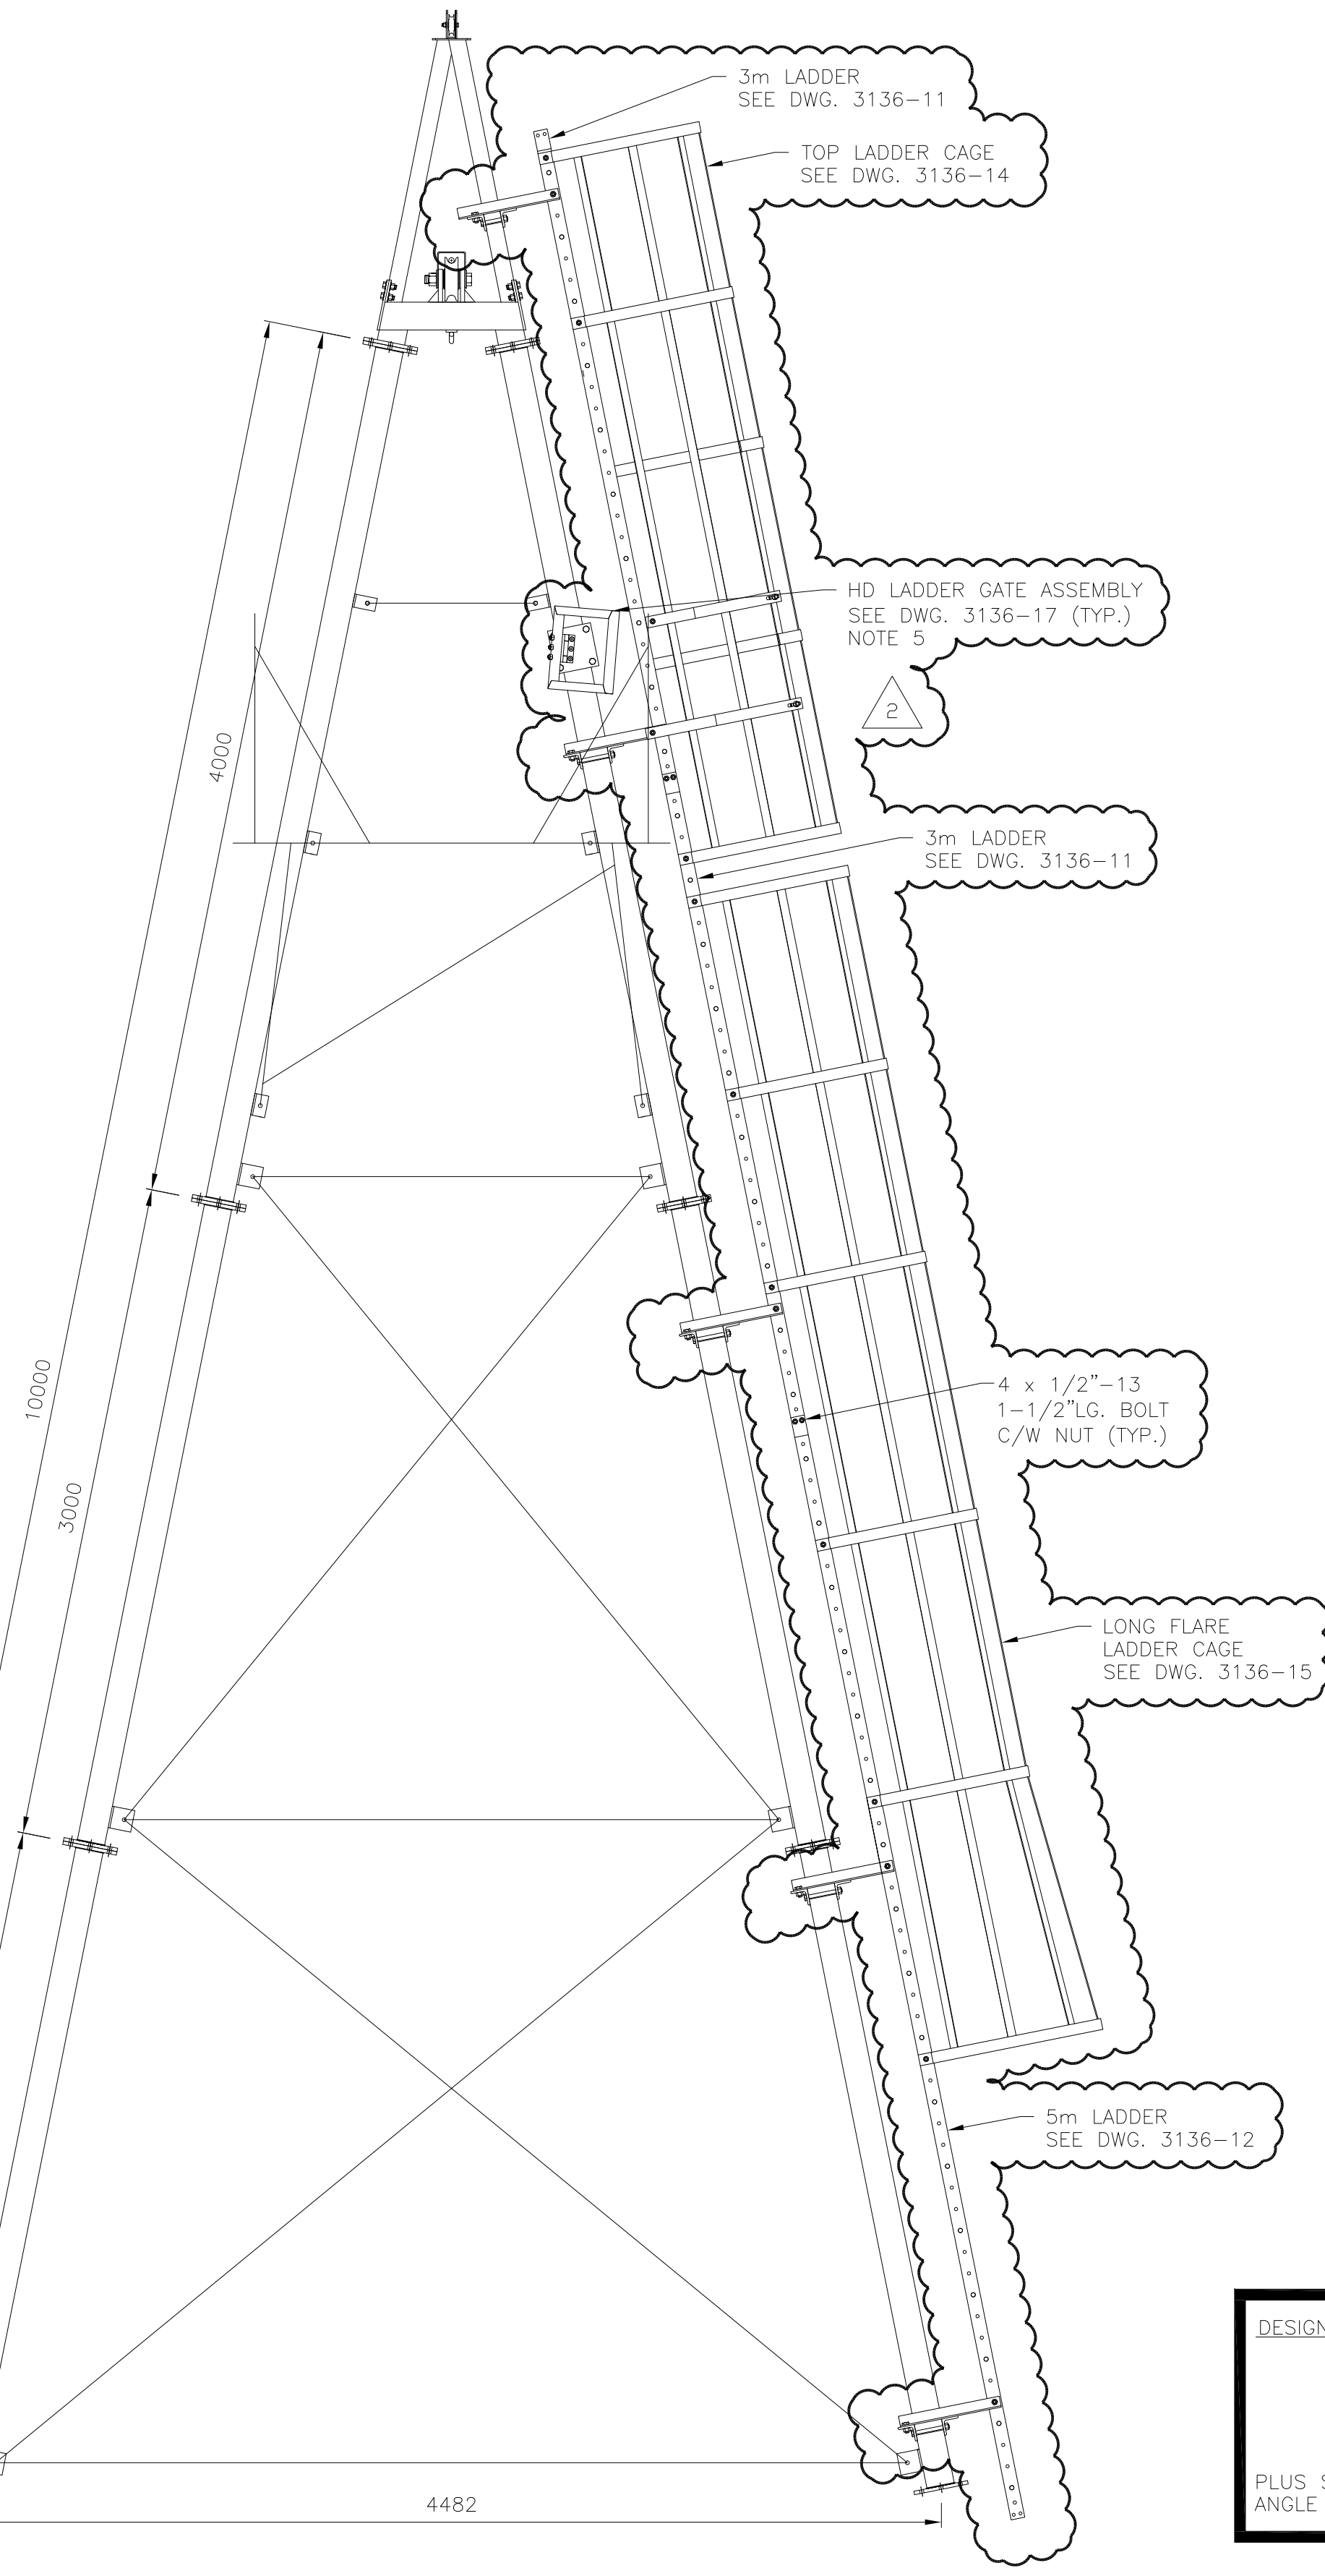 3m LADDER
SEE DWG. 3136-11
TOP LADDER CAGE
SEE DWG. 3136-14
HD LADDER GATE ASSEMBLY
SEE DWG. 3136-17 (TYP.)
NOTE 5
2
4000
3m LADDER
SEE DWG. 3136-11
10000
4 x 1/2"-13
1-1/2"LG. BOLT
C/W NUT (TYP.)
3000
LONG FLARE
LADDER CAGE
SEE DWG. 3136-15
5m LADDER
SEE DWG. 3136-12
DESIGN
PLUS S
ANGLE
4482